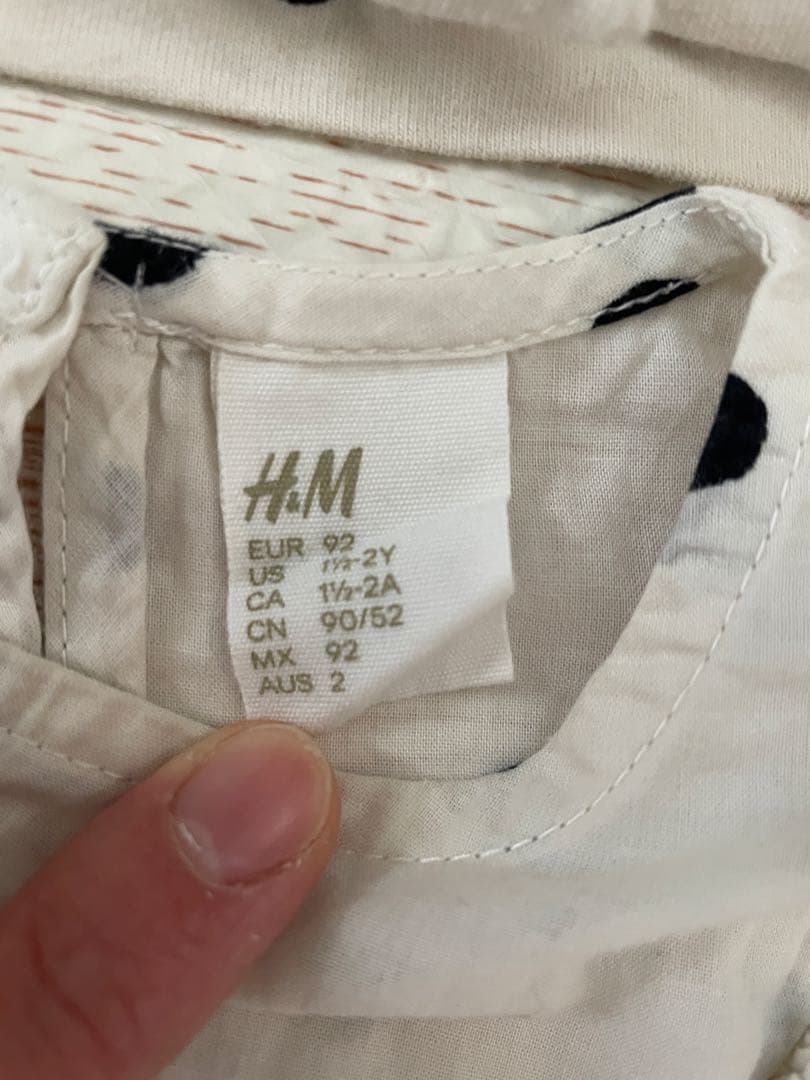 H&M
EUR 92
US 1½-2Y
CA 1½-2A
CN 90/52
MX 92
AUS 2